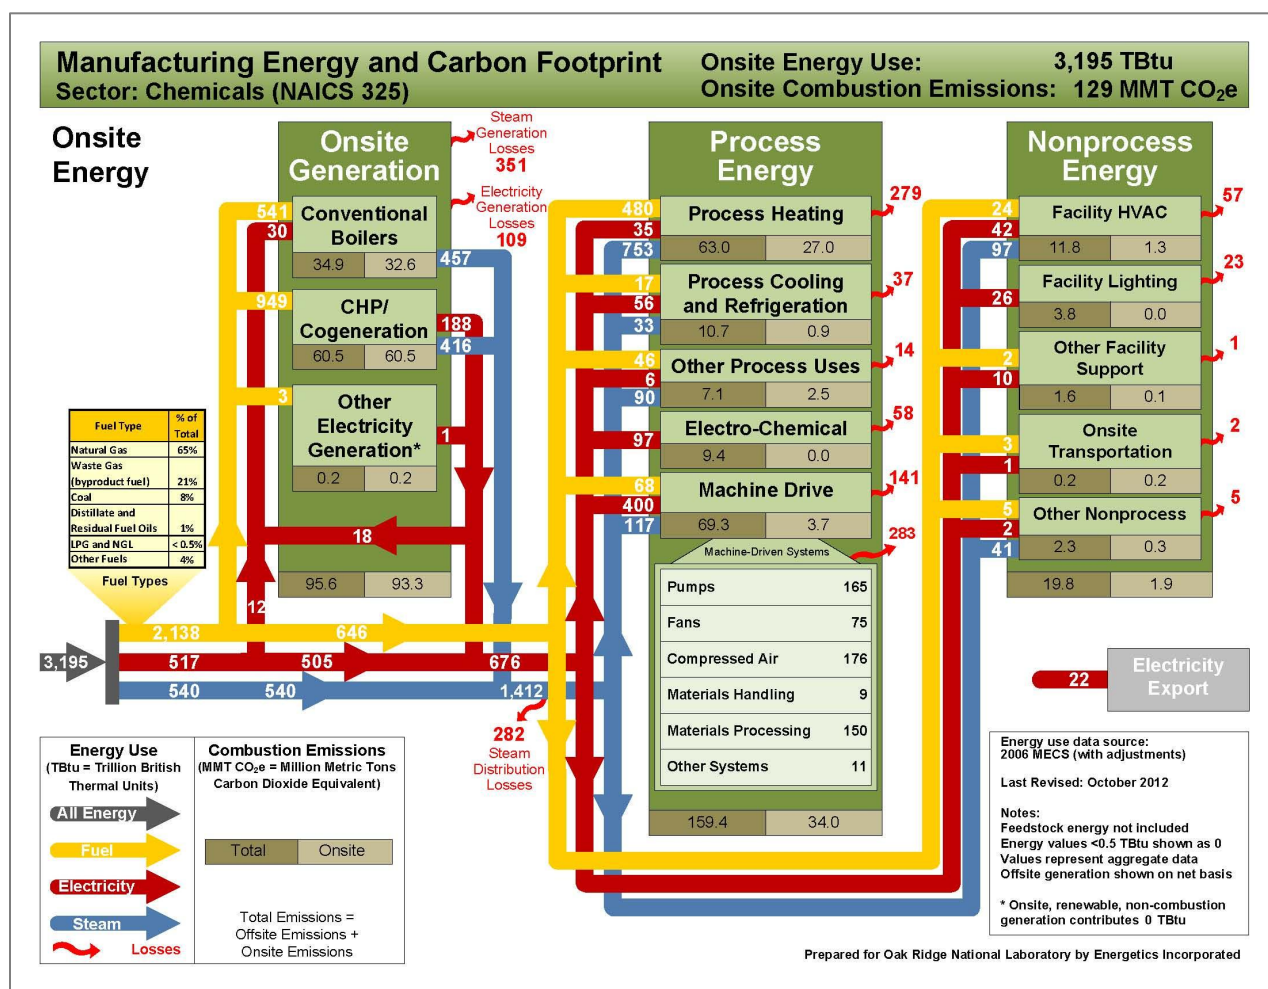 Manufacturing Energy and Carbon Footprint
Sector: Chemicals (NAICS 325)
Onsite Energy Use: 3,195 TBtu
Onsite Combustion Emissions: 129 MMT CO₂e
Onsite
Energy
Onsite
Generation
Steam
Generation
Losses
351
Electricity
Generation
Losses
109
541
30
Conventional
Boilers
34.9 32.6
457
949
CHP/
Cogeneration
60.5 60.5
188
416
3
Other
Electricity
Generation*
0.2 0.2
1
18
95.6 93.3
12
Fuel Type % of Total
Natural Gas 65%
Waste Gas
(byproduct fuel) 21%
Coal 8%
Distillate and
Residual Fuel Oils 1%
LPG and NGL < 0.5%
Other Fuels 4%
Fuel Types
3,195
2,138 646
517 505 676
540 540 1,412
282
Steam
Distribution
Losses
Process
Energy
480
35
753
Process Heating
63.0 27.0
279
17
56
33
Process Cooling
and Refrigeration
10.7 0.9
37
46
6
90
Other Process Uses
7.1 2.5
14
97
Electro-Chemical
9.4 0.0
58
68
400
117
Machine Drive
69.3 3.7
141
Machine-Driven Systems
283
Pumps 165
Fans 75
Compressed Air 176
Materials Handling 9
Materials Processing 150
Other Systems 11
159.4 34.0
Nonprocess
Energy
24
42
97
Facility HVAC
11.8 1.3
57
26
Facility Lighting
3.8 0.0
23
2
10
Other Facility
Support
1.6 0.1
1
3
1
Onsite
Transportation
0.2 0.2
2
5
2
41
Other Nonprocess
2.3 0.3
5
19.8 1.9
22
Electricity
Export
Energy Use
(TBtu = Trillion British
Thermal Units)
All Energy
Fuel
Electricity
Steam
Losses
Combustion Emissions
(MMT CO₂e = Million Metric Tons
Carbon Dioxide Equivalent)
Total Onsite
Total Emissions =
Offsite Emissions +
Onsite Emissions
Energy use data source:
2006 MECS (with adjustments)
Last Revised: October 2012
Notes:
Feedstock energy not included
Energy values <0.5 TBtu shown as 0
Values represent aggregate data
Offsite generation shown on net basis
* Onsite, renewable, non-combustion
generation contributes 0 TBtu
Prepared for Oak Ridge National Laboratory by Energetics Incorporated